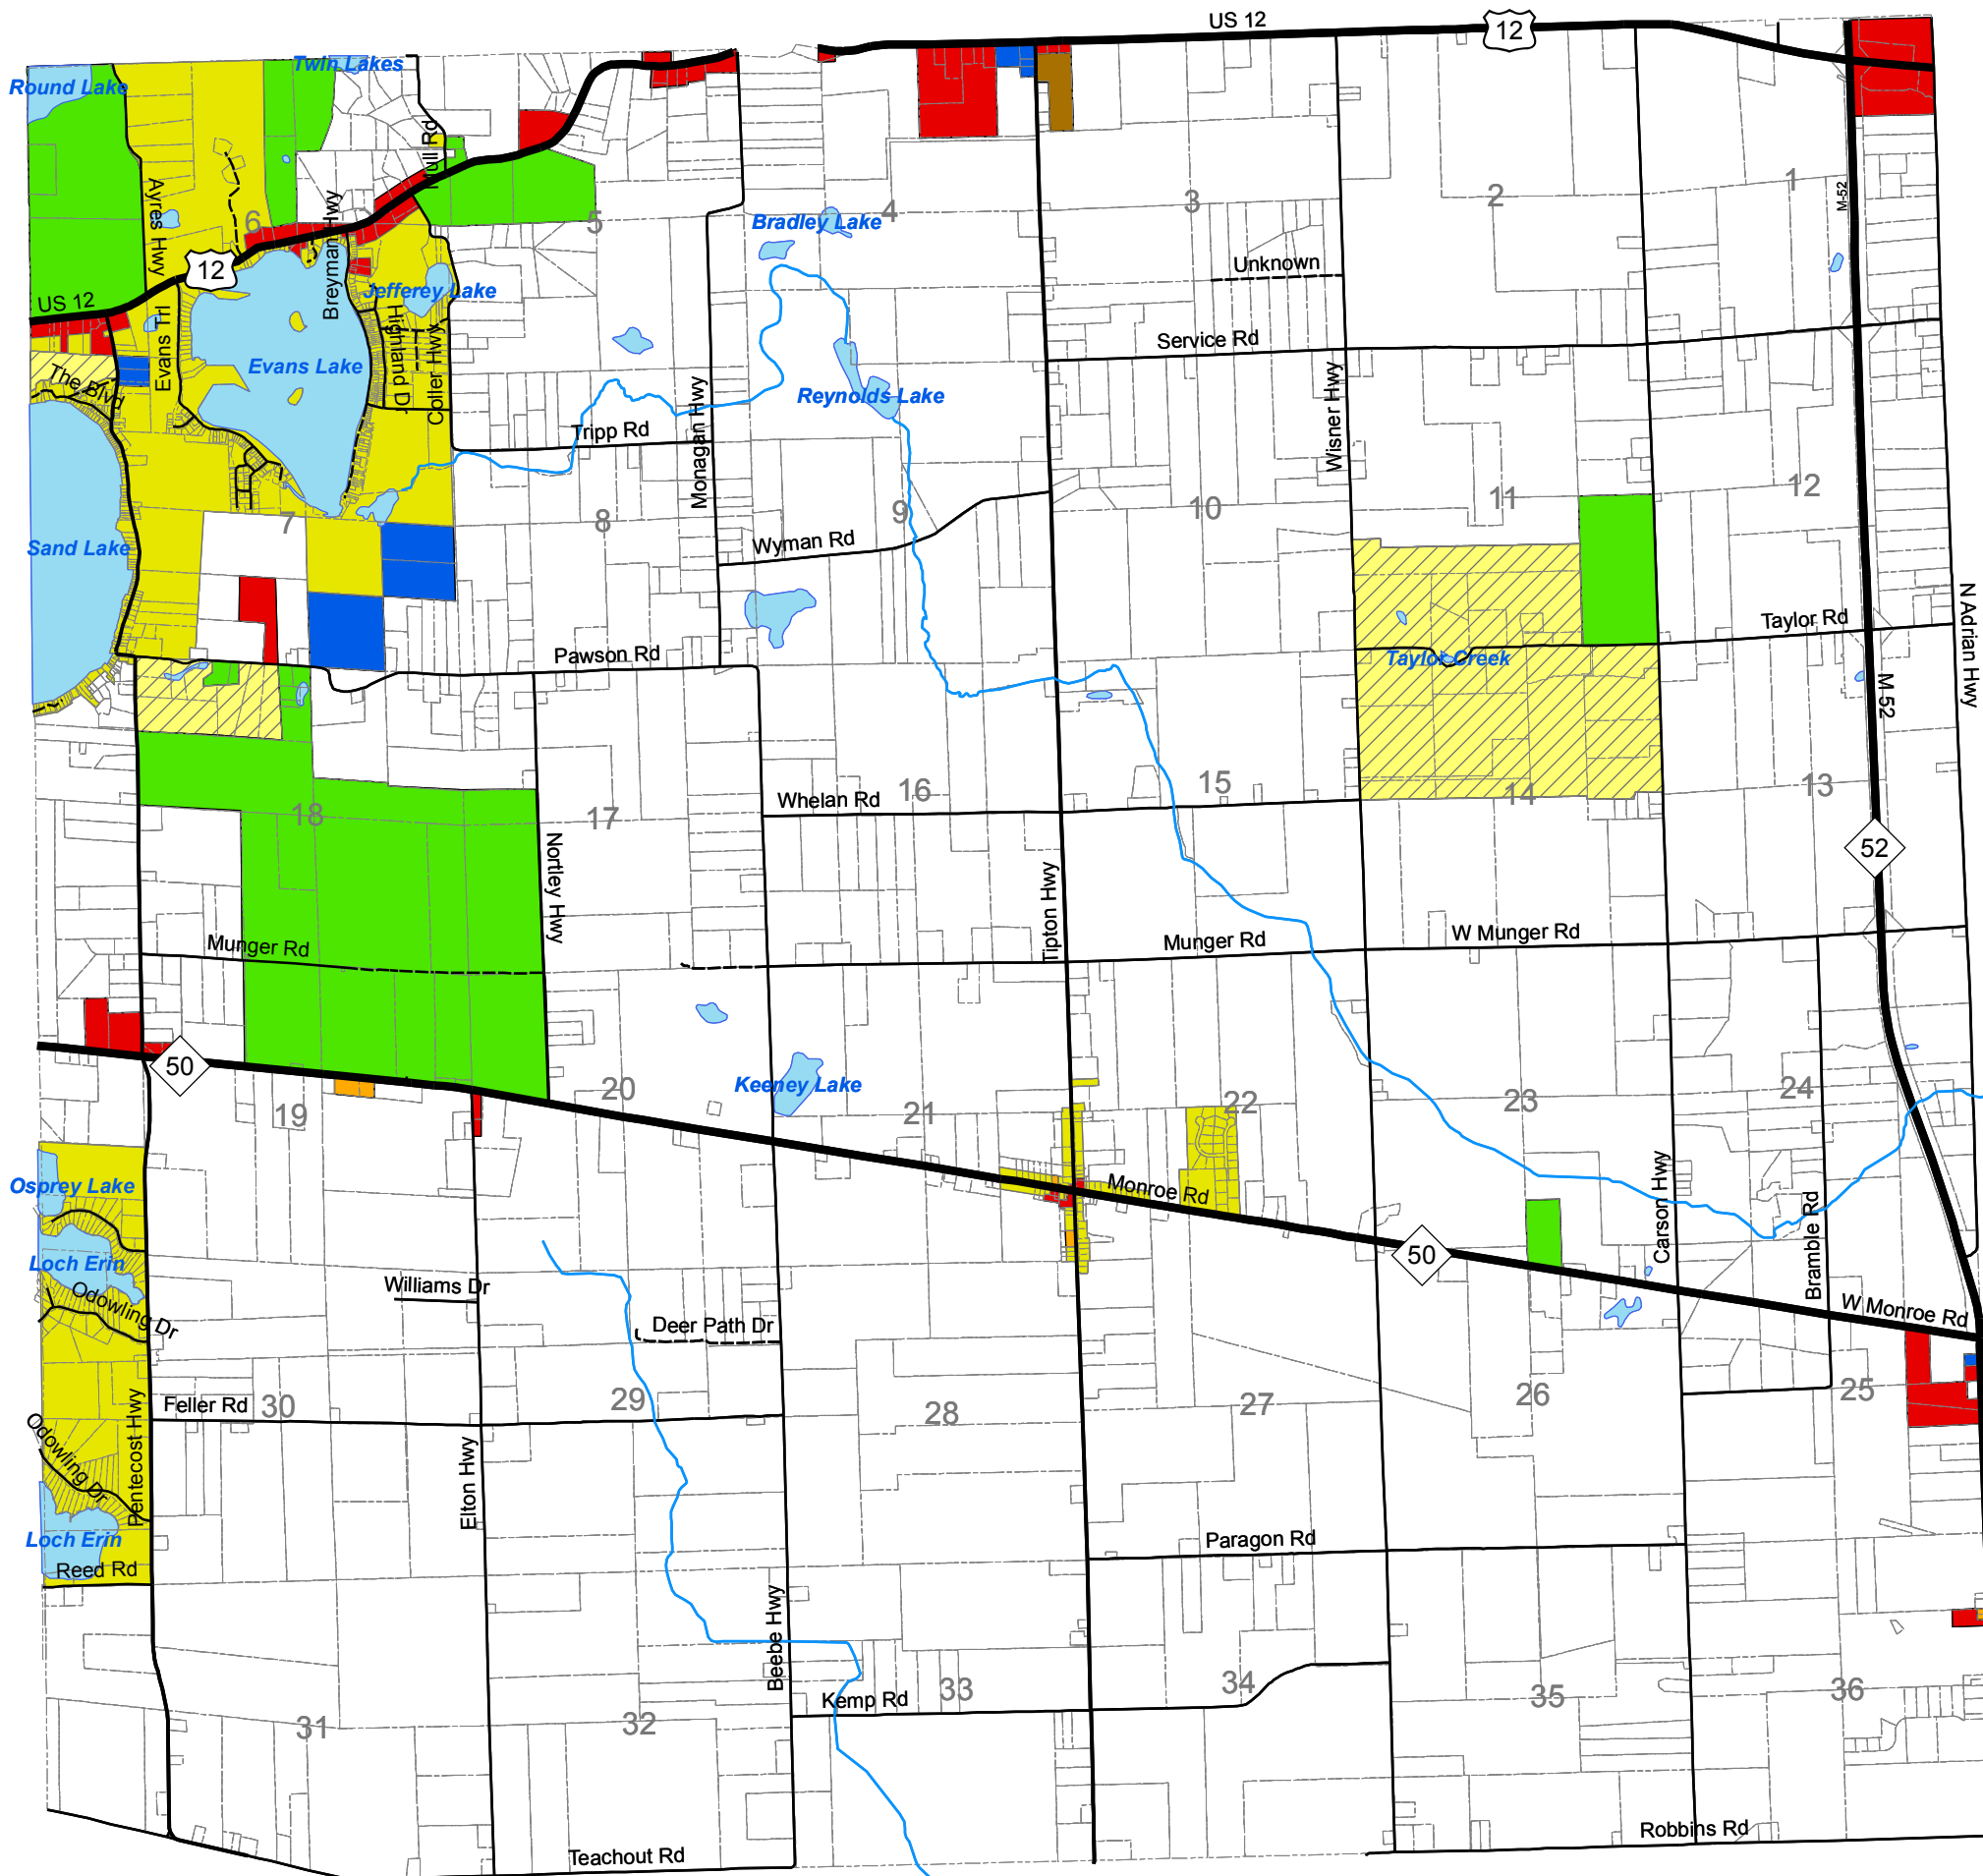 US 12
12
Twin Lakes
Round Lake
Hull Rd
Ayres Hwy
6
Breyman Hwy
5
Bradley Lake
4
3
2
1
M-52
12
US 12
Jefferey Lake
Unknown
Evans Trl
Evans Lake
Highland Dr
Collier Hwy
The Blvd
Service Rd
Reynolds Lake
Wisner Hwy
Tripp Rd
Monagan Hwy
Sand Lake
7
8
9
10
11
12
Wyman Rd
N Adrian Hwy
Taylor Rd
Pawson Rd
Taylor Creek
M 52
18
17
16
15
14
13
Whelan Rd
52
Nortley Hwy
Tipton Hwy
Munger Rd
Munger Rd
W Munger Rd
50
19
20
Keeney Lake
21
22
23
24
Osprey Lake
Monroe Rd
Carson Hwy
Bramble Rd
50
Loch Erin
Odowling Dr
Williams Dr
Deer Path Dr
W Monroe Rd
Pentecost Hwy
Feller Rd
30
29
28
27
26
25
Odowling Dr
Elton Hwy
Loch Erin
Reed Rd
Paragon Rd
Beebe Hwy
Kemp Rd
31
32
33
34
35
36
Teachout Rd
Robbins Rd